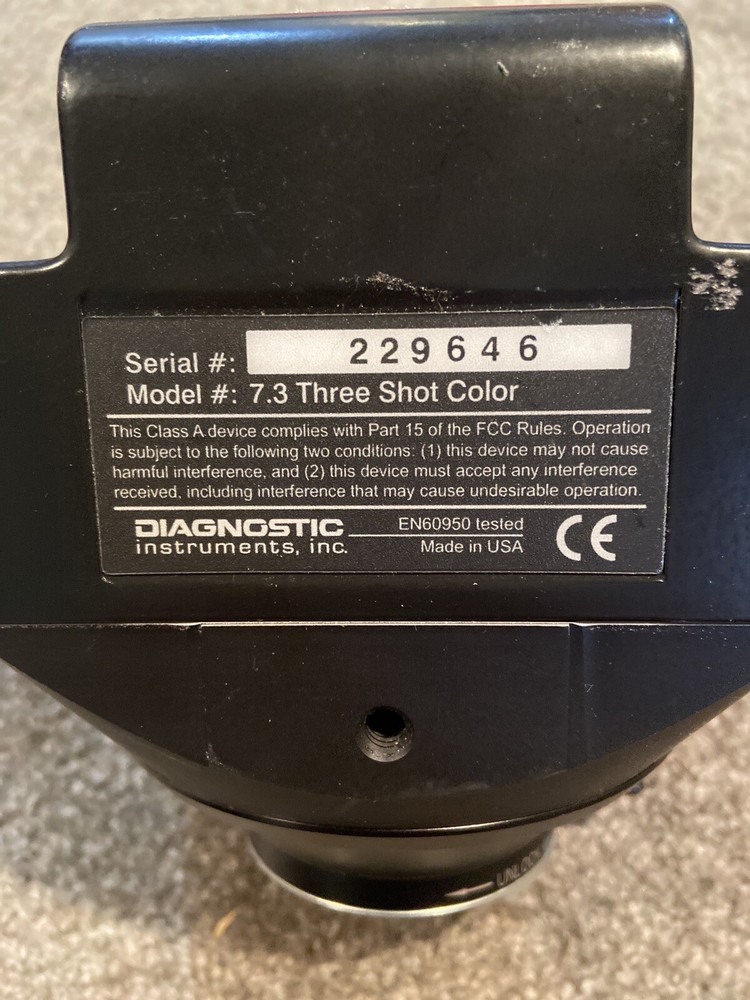 Serial #: 229646
Model #: 7.3 Three Shot Color
This Class A device complies with Part 15 of the FCC Rules. Operation
is subject to the following two conditions: (1) this device may not cause
harmful interference, and (2) this device must accept any interference
received, including interference that may cause undesirable operation.
DIAGNOSTIC
instruments, inc.
EN60950 tested
Made in USA
CE
UNLOCK